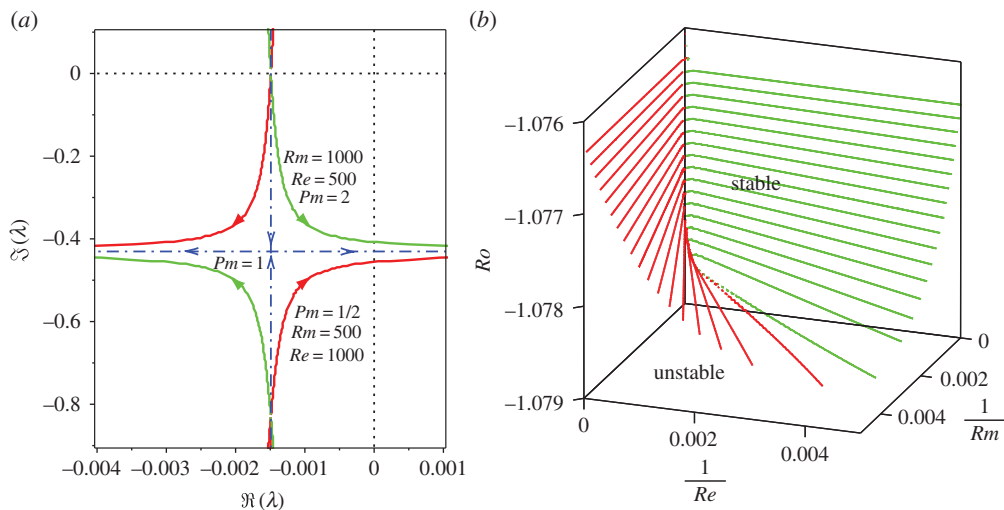 (a)
0
−0.2
−0.4
−0.6
−0.8
ℑ(λ)
Rm = 1000
Re = 500
Pm = 2
Pm = 1
Pm = 1/2
Rm = 500
Re = 1000
−0.004
−0.003
−0.002
−0.001
0
0.001
ℜ(λ)
(b)
−1.076
−1.077
−1.078
−1.079
Ro
stable
unstable
0
0.002
0.004
1
Re
0
0.002
0.004
1
Rm